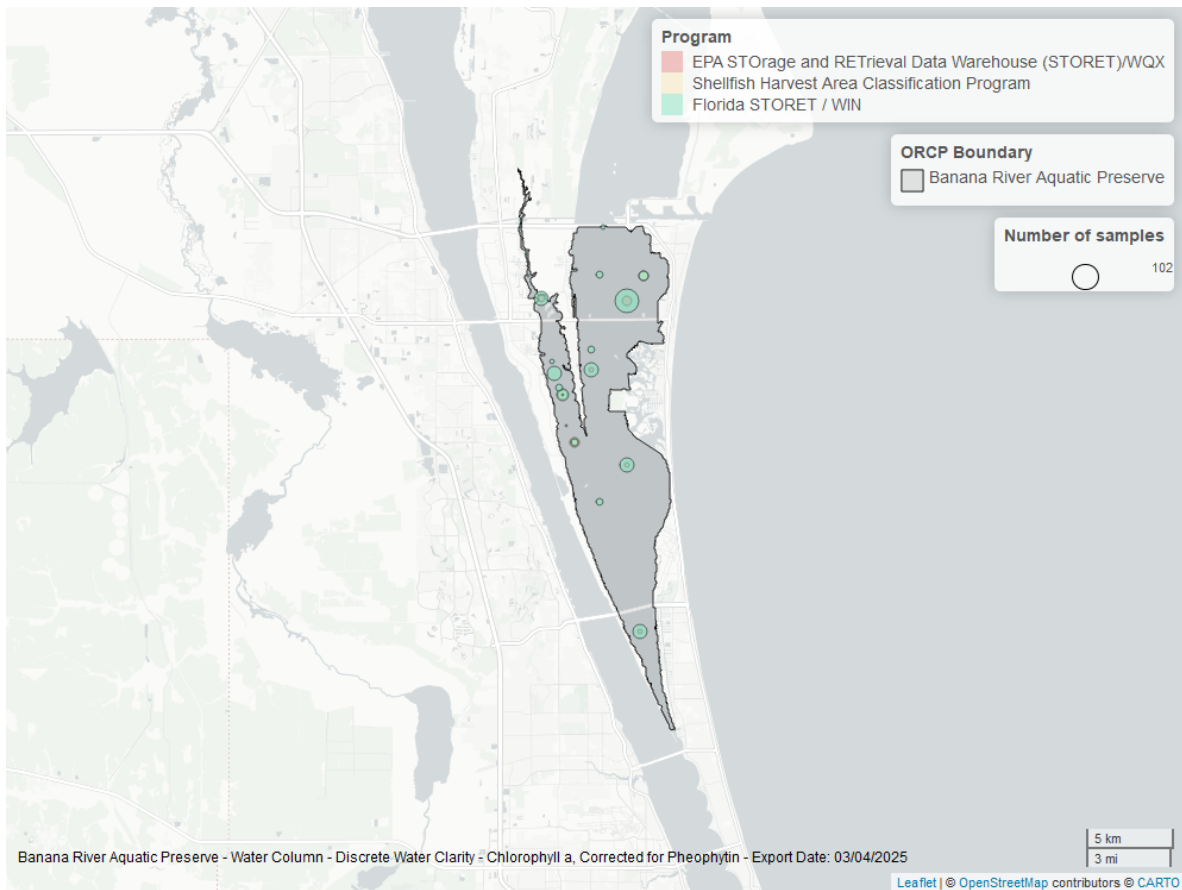 Program
EPA STOrage and RETrieval Data Warehouse (STORET)/WQX
Shellfish Harvest Area Classification Program
Florida STORET / WIN
ORCP Boundary
Banana River Aquatic Preserve
Number of samples
102
5 km
3 mi
Banana River Aquatic Preserve - Water Column - Discrete Water Clarity - Chlorophyll a, Corrected for Pheophytin - Export Date: 03/04/2025
Leaflet | © OpenStreetMap contributors © CARTO